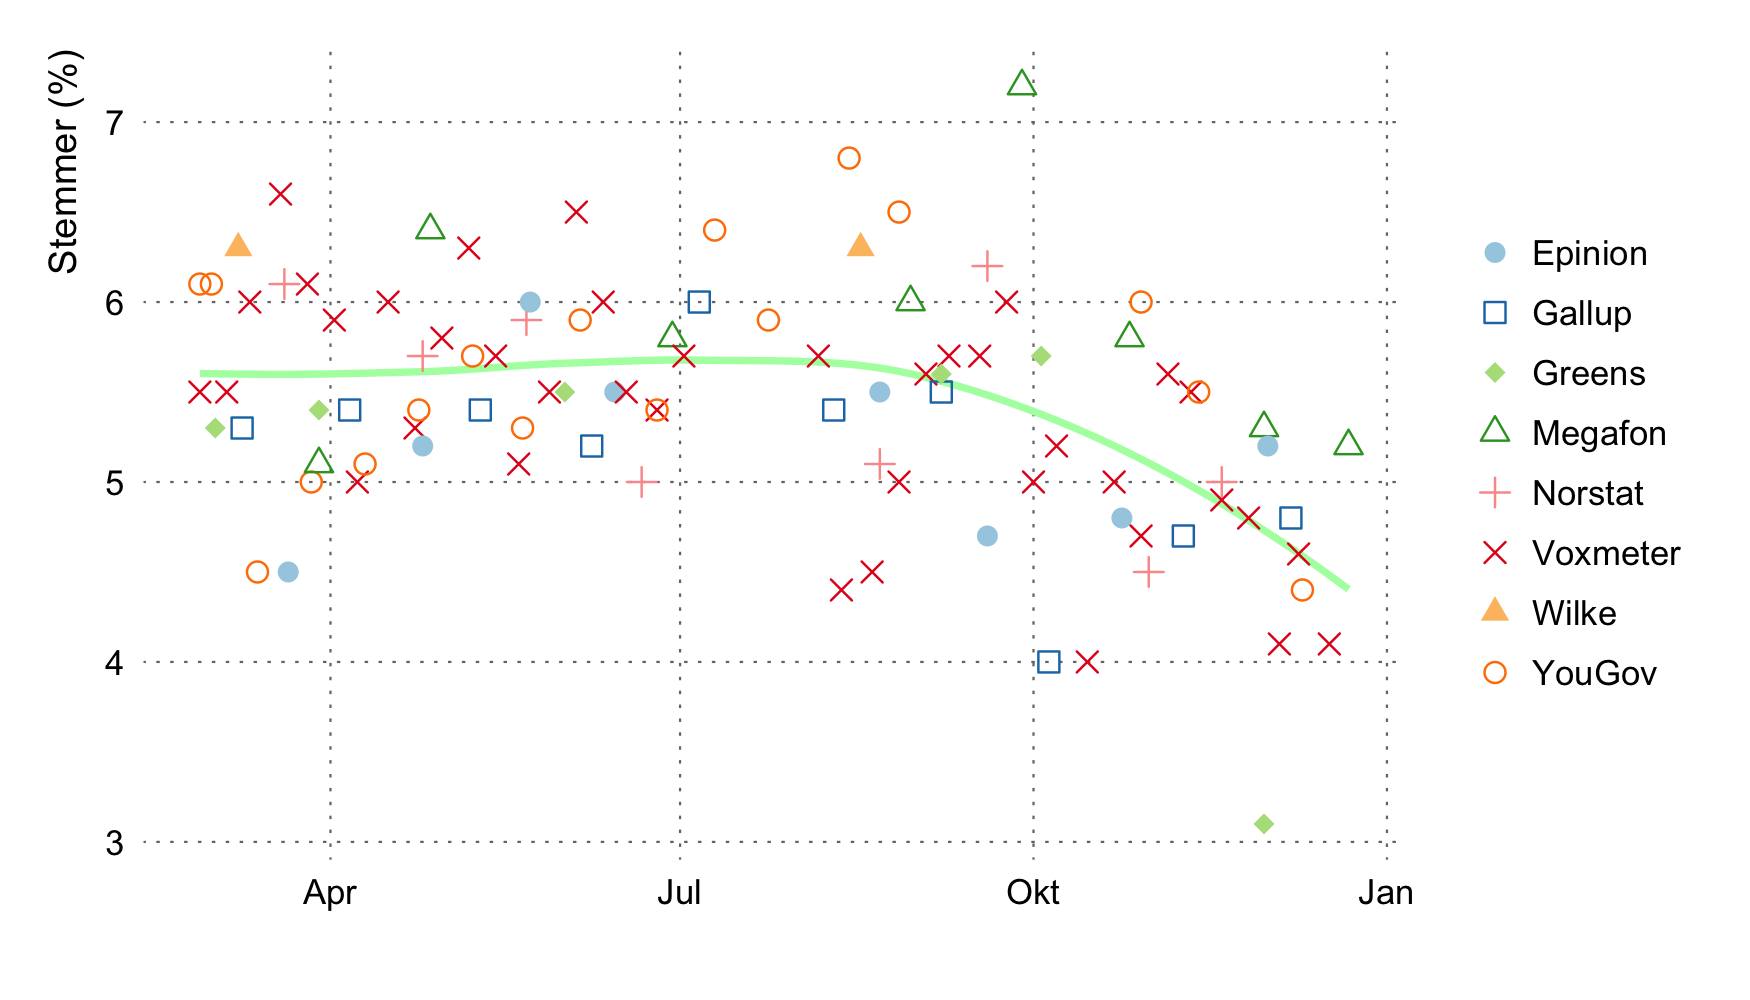 Stemmer (%)
7
6
5
4
3
Apr
Jul
Okt
Jan
Epinion
Gallup
Greens
Megafon
Norstat
Voxmeter
Wilke
YouGov